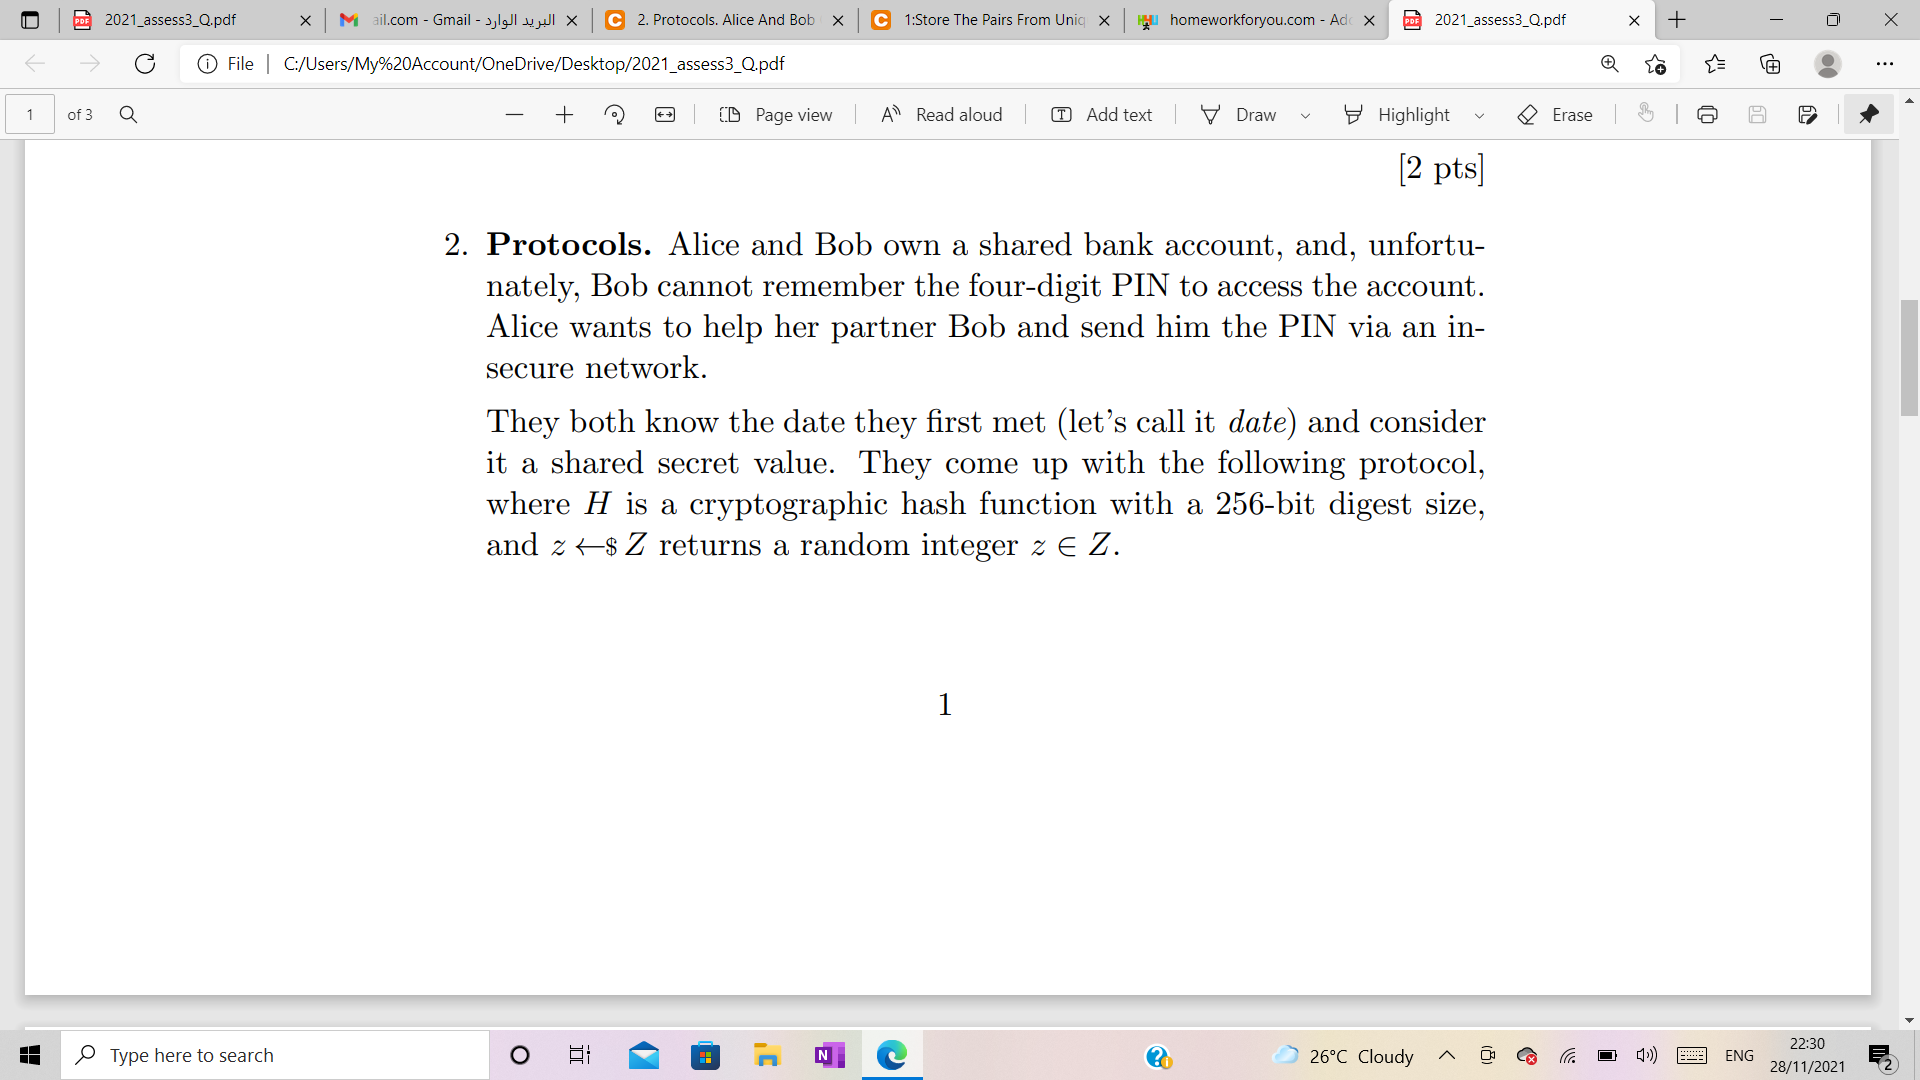 2021_assess3_Q.pdf
ail.com - Gmail - البريد الوارد
2. Protocols. Alice And Bob
1:Store The Pairs From Uniq
homeworkforyou.com - Ad
2021_assess3_Q.pdf
File
C:/Users/My%20Account/OneDrive/Desktop/2021_assess3_Q.pdf
1 of 3
Page view
Read aloud
Add text
Draw
Highlight
Erase
[2 pts]
2. Protocols. Alice and Bob own a shared bank account, and, unfortu-
nately, Bob cannot remember the four-digit PIN to access the account.
Alice wants to help her partner Bob and send him the PIN via an in-
secure network.
They both know the date they first met (let's call it date) and consider
it a shared secret value. They come up with the following protocol,
where H is a cryptographic hash function with a 256-bit digest size,
and z ←$ Z returns a random integer z ∈ Z.
1
Type here to search
26°C Cloudy
ENG
22:30
28/11/2021
2